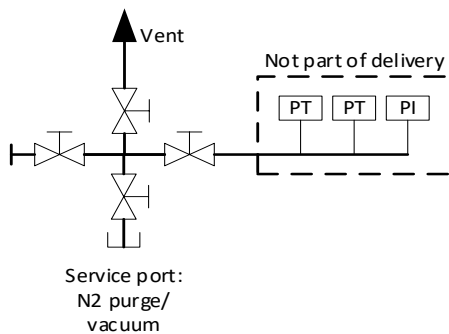 Vent
Not part of delivery
PT PT PI
Service port:
N2 purge/
vacuum